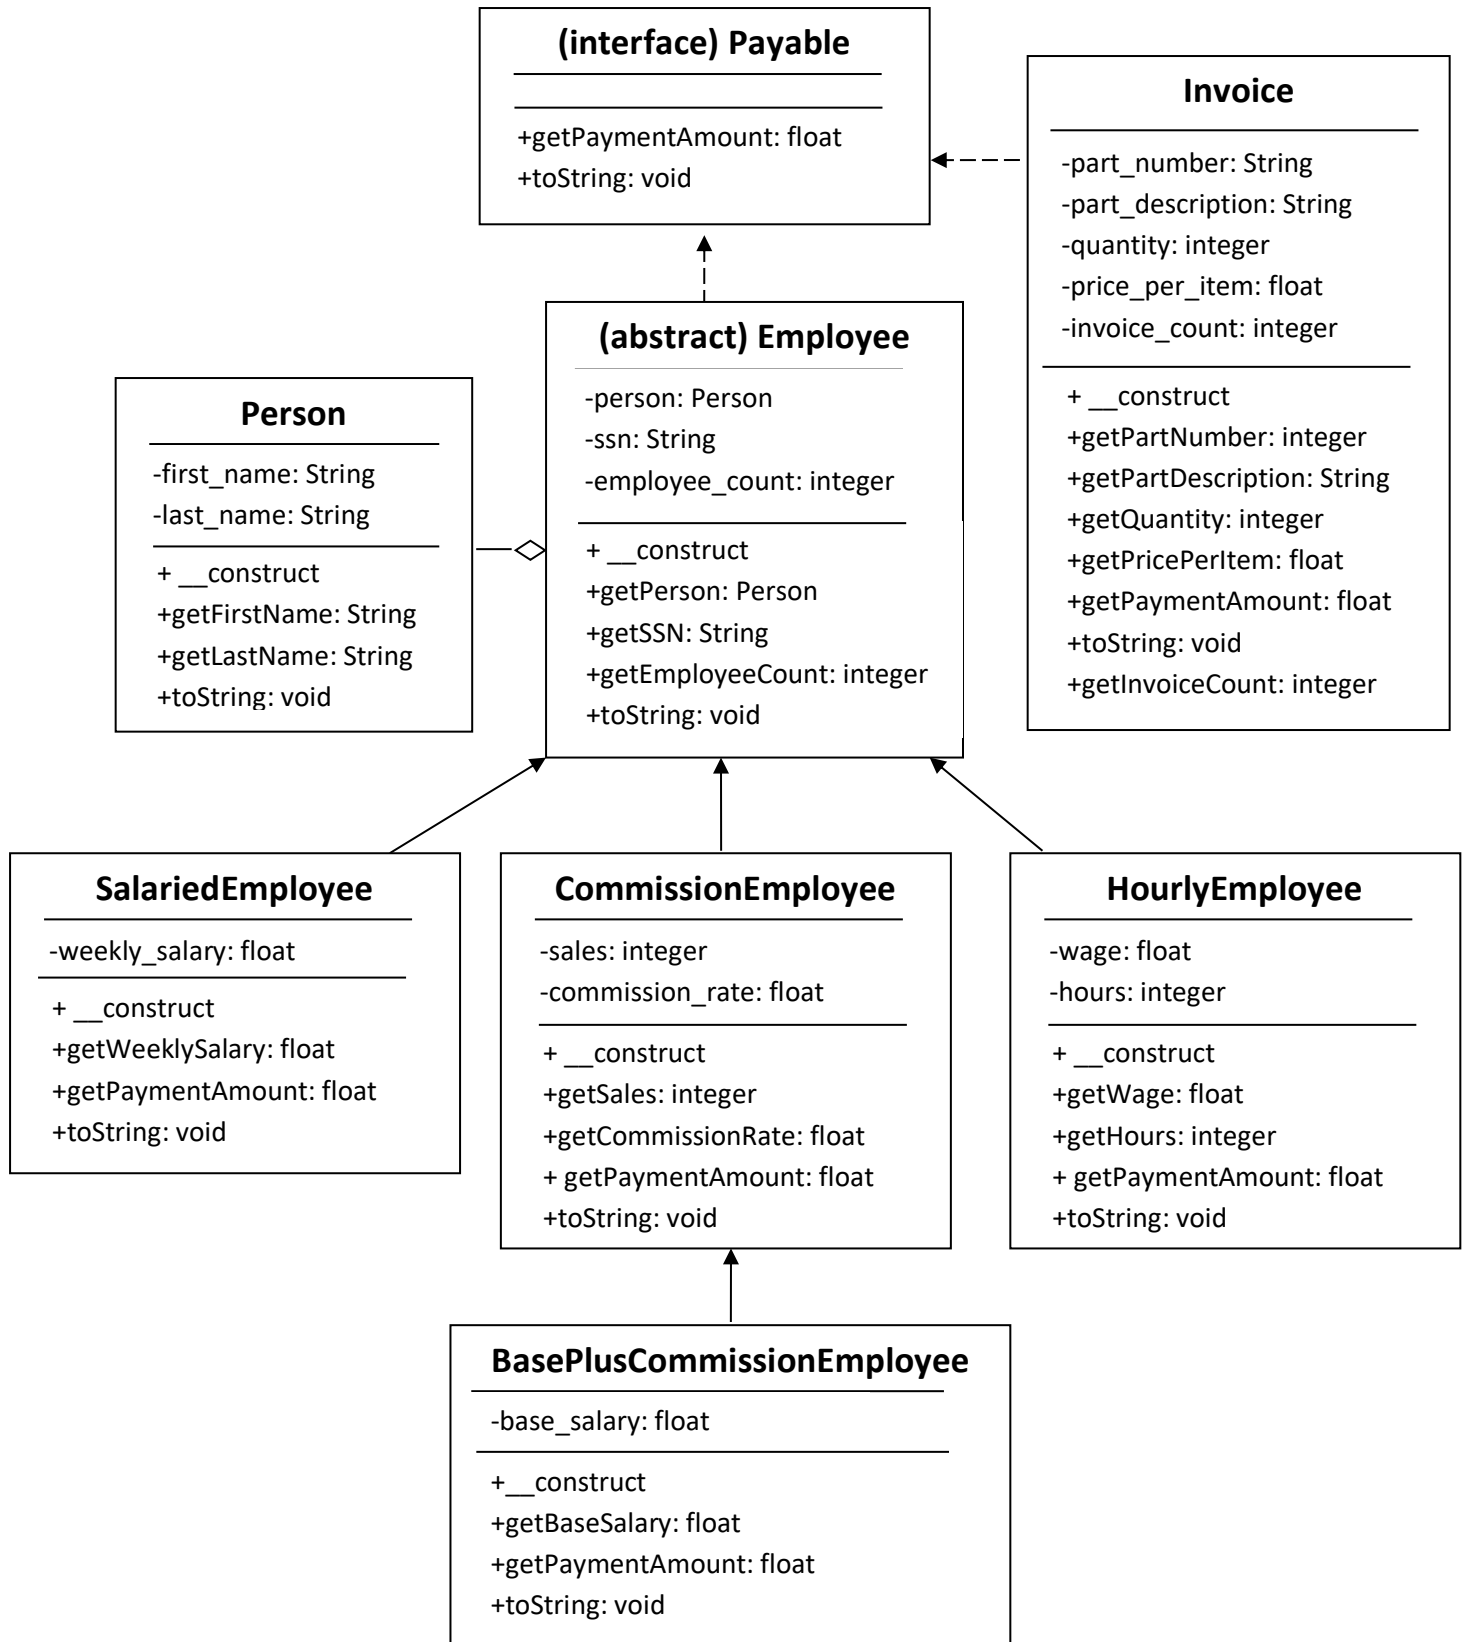 (interface) Payable
+getPaymentAmount: float
+toString: void
Invoice
-part_number: String
-part_description: String
-quantity: integer
-price_per_item: float
-invoice_count: integer
+ __construct
+getPartNumber: integer
+getPartDescription: String
+getQuantity: integer
+getPricePerItem: float
+getPaymentAmount: float
+toString: void
+getInvoiceCount: integer
(abstract) Employee
-person: Person
-ssn: String
-employee_count: integer
+ __construct
+getPerson: Person
+getSSN: String
+getEmployeeCount: integer
+toString: void
Person
-first_name: String
-last_name: String
+ __construct
+getFirstName: String
+getLastName: String
+toString: void
SalariedEmployee
-weekly_salary: float
+ __construct
+getWeeklySalary: float
+getPaymentAmount: float
+toString: void
CommissionEmployee
-sales: integer
-commission_rate: float
+ __construct
+getSales: integer
+getCommissionRate: float
+ getPaymentAmount: float
+toString: void
HourlyEmployee
-wage: float
-hours: integer
+ __construct
+getWage: float
+getHours: integer
+ getPaymentAmount: float
+toString: void
BasePlusCommissionEmployee
-base_salary: float
+__construct
+getBaseSalary: float
+getPaymentAmount: float
+toString: void